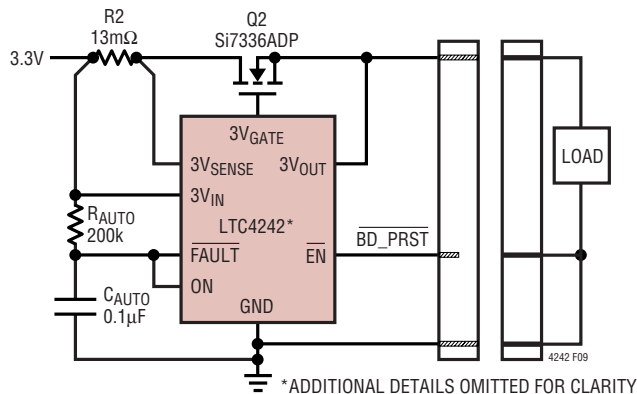 R2
13mΩ
Q2
Si7336ADP
3.3V
3VGATE
3VSENSE
3VOUT
3VIN
LTC4242*
RAUTO
200k
FAULT
EN
BD_PRST
LOAD
ON
GND
CAUTO
0.1µF
4242 F09
*ADDITIONAL DETAILS OMITTED FOR CLARITY